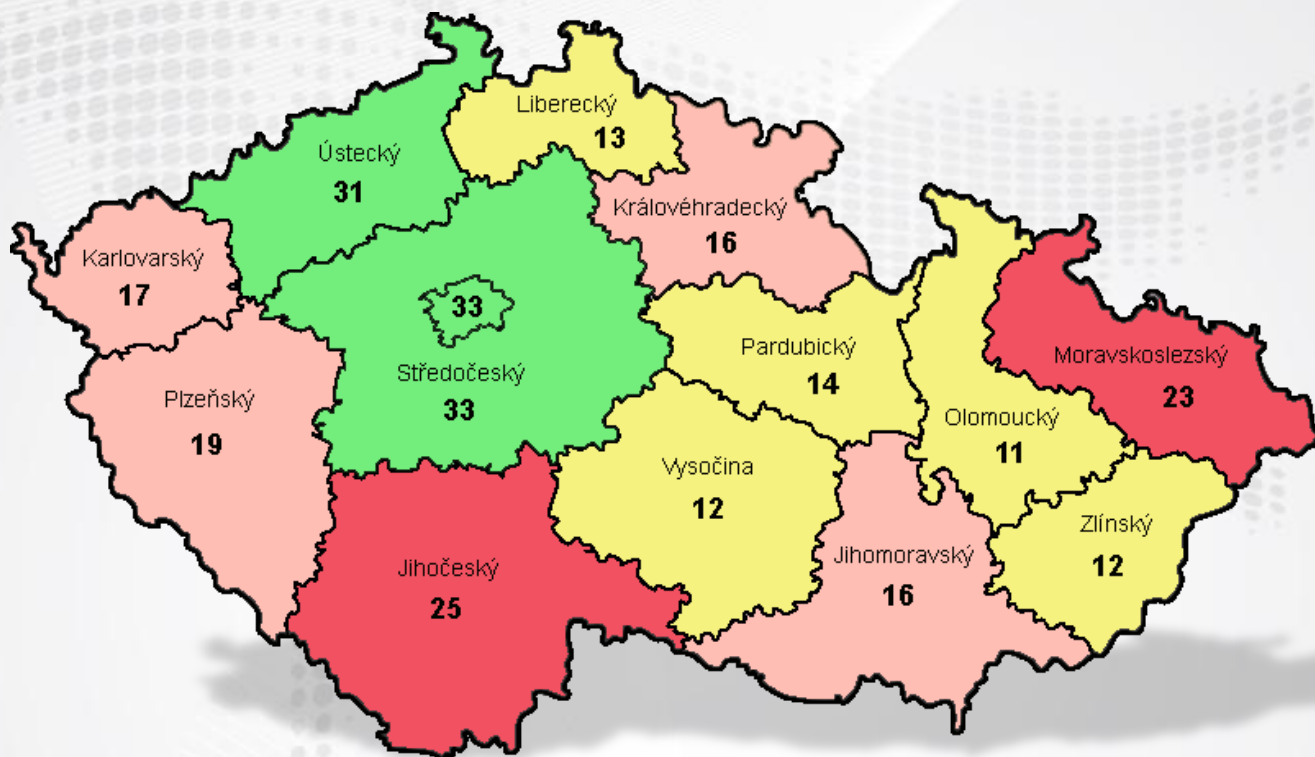 Liberecký
13
Ústecký
31
Královéhradecký
16
Karlovarský
17
33
Středočeský
33
Pardubický
14
Moravskoslezský
23
Plzeňský
19
Olomoucký
11
Vysočina
12
Zlínský
12
Jihočeský
25
Jihomoravský
16